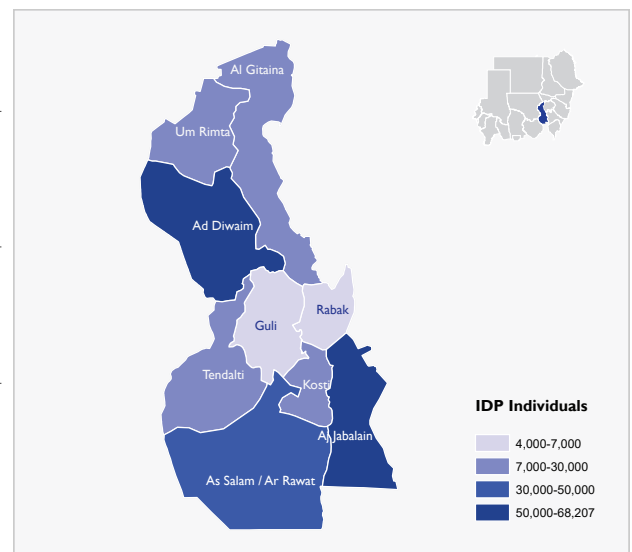 Al Gitaina
Um Rimta
Ad Diwaim
Rabak
Guli
Tendalti
Kosti
Aj Jabalain
As Salam / Ar Rawat
IDP Individuals
4,000-7,000
7,000-30,000
30,000-50,000
50,000-68,207